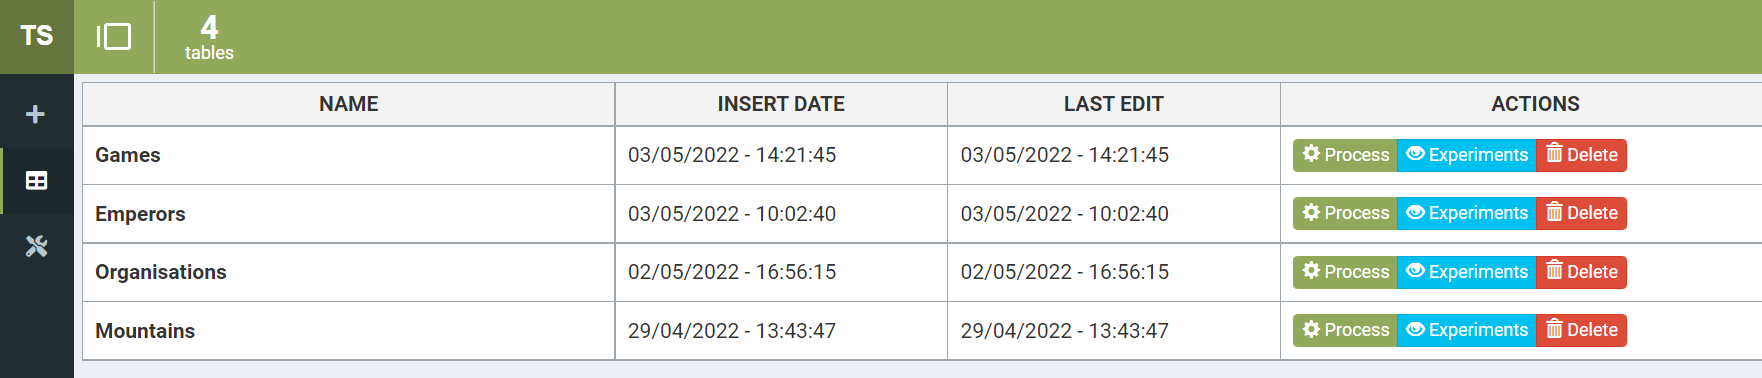 TS
4
tables
NAME INSERT DATE LAST EDIT ACTIONS
Games 03/05/2022 - 14:21:45 03/05/2022 - 14:21:45 Process Experiments Delete
Emperors 03/05/2022 - 10:02:40 03/05/2022 - 10:02:40 Process Experiments Delete
Organisations 02/05/2022 - 16:56:15 02/05/2022 - 16:56:15 Process Experiments Delete
Mountains 29/04/2022 - 13:43:47 29/04/2022 - 13:43:47 Process Experiments Delete